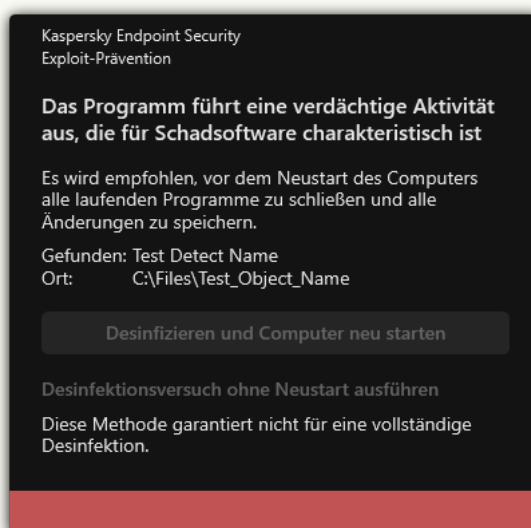 Kaspersky Endpoint Security
Exploit-Prävention
Das Programm führt eine verdächtige Aktivität
aus, die für Schadsoftware charakteristisch ist
Es wird empfohlen, vor dem Neustart des Computers
alle laufenden Programme zu schließen und alle
Änderungen zu speichern.
Gefunden: Test Detect Name
Ort: C:\Files\Test_Object_Name
Desinfizieren und Computer neu starten
Desinfektionsversuch ohne Neustart ausführen
Diese Methode garantiert nicht für eine vollständige
Desinfektion.